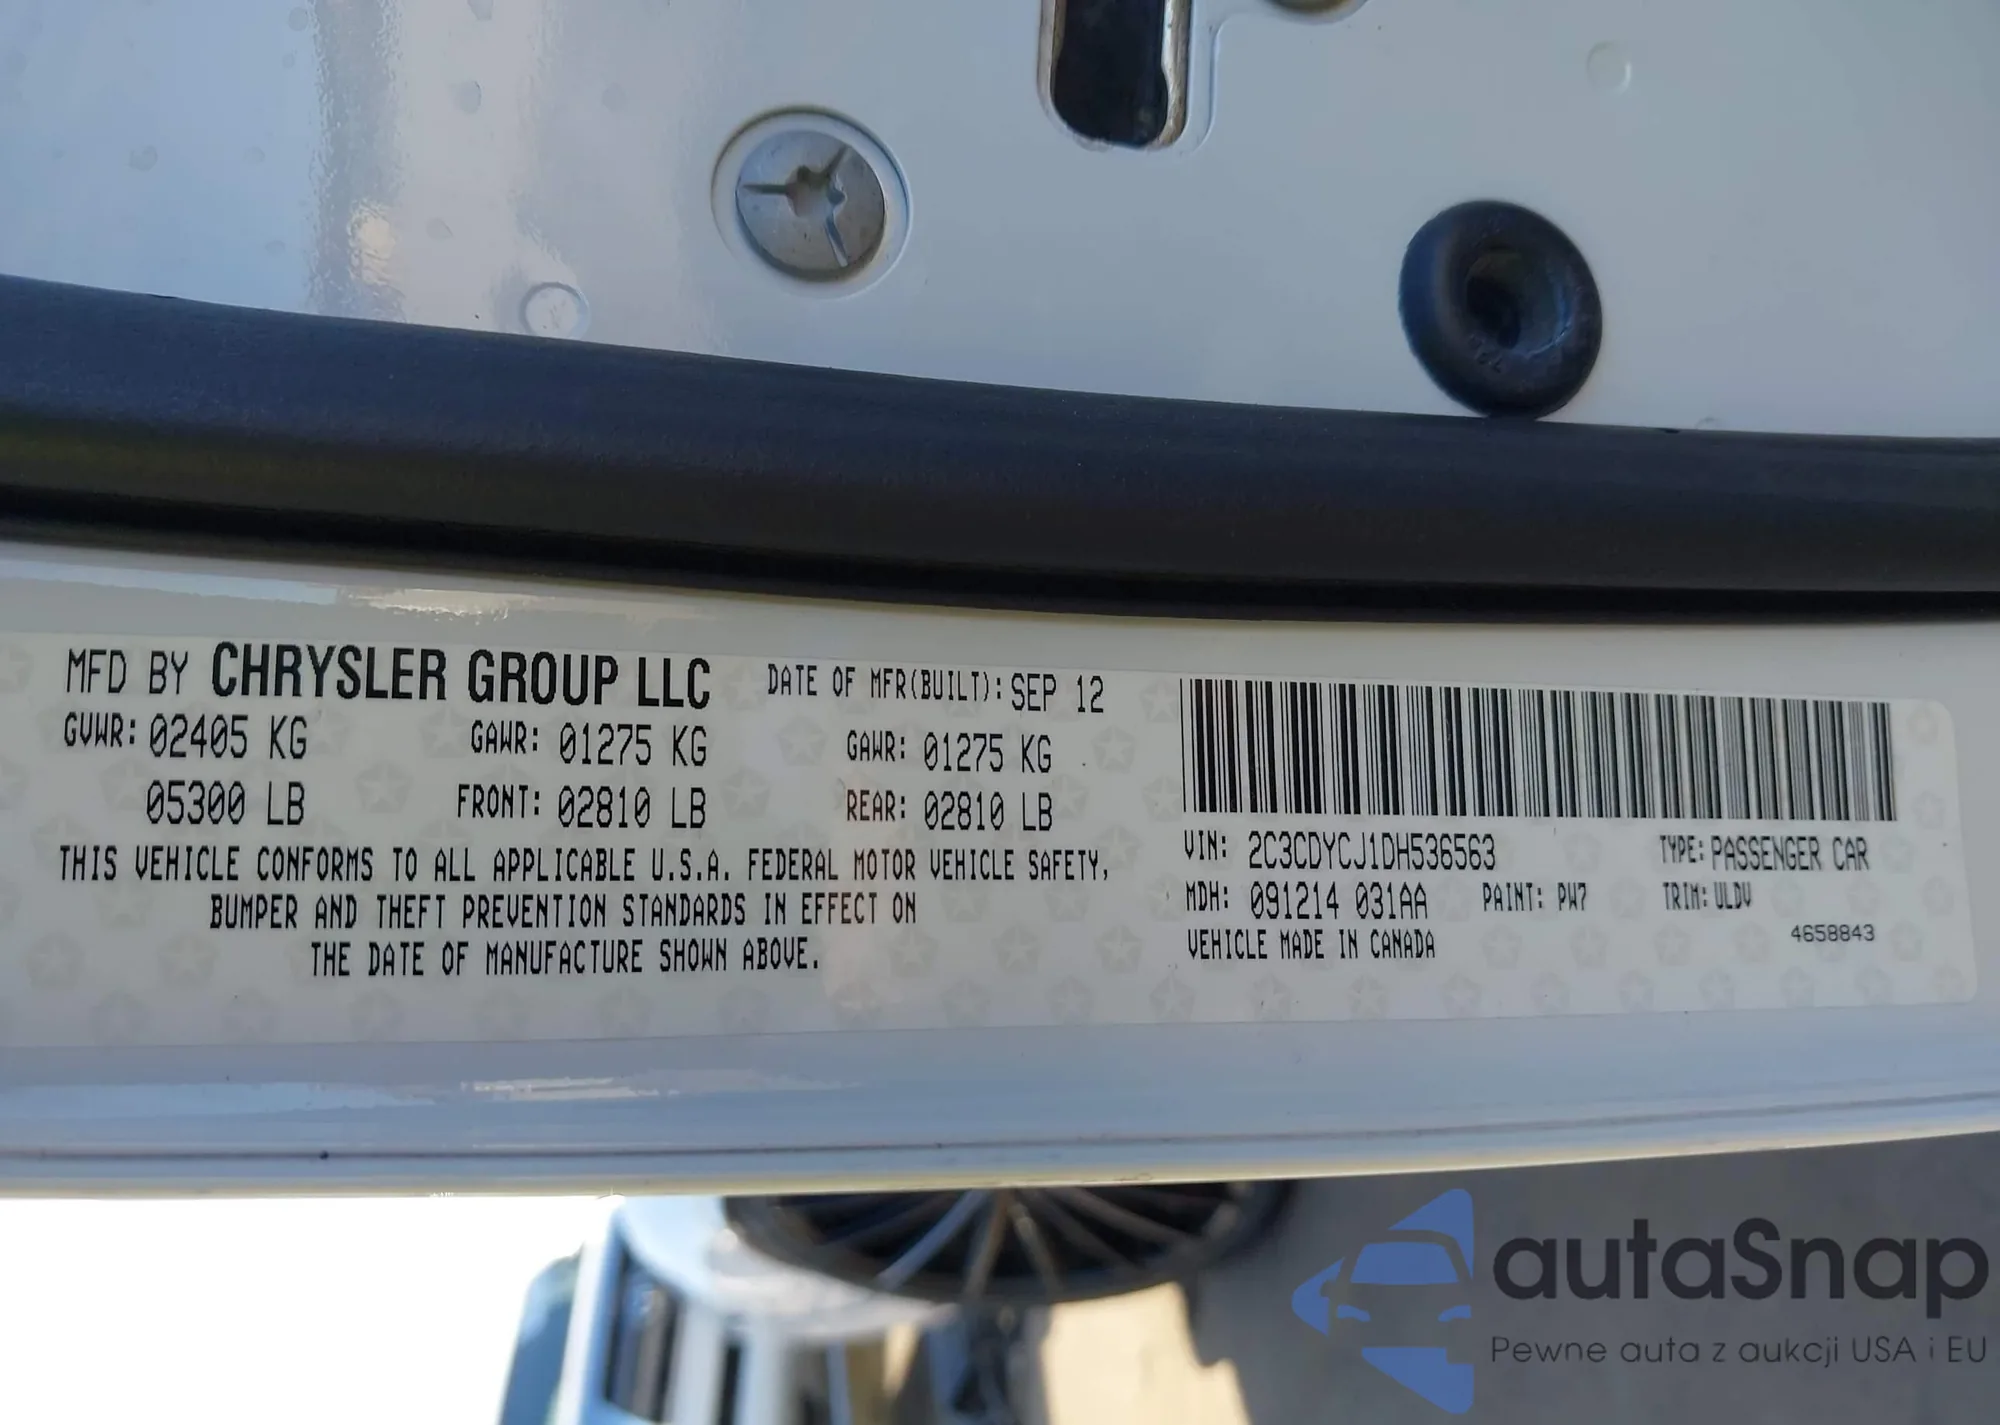 MFD BY CHRYSLER GROUP LLC DATE OF MFR(BUILT): SEP 12
GVWR: 02405 KG GAWR: 01275 KG GAWR: 01275 KG
05300 LB FRONT: 02810 LB REAR: 02810 LB
THIS VEHICLE CONFORMS TO ALL APPLICABLE U.S.A. FEDERAL MOTOR VEHICLE SAFETY,
BUMPER AND THEFT PREVENTION STANDARDS IN EFFECT ON
THE DATE OF MANUFACTURE SHOWN ABOVE.
VIN: 2C3CDYCJ1DH536563 TYPE: PASSENGER CAR
MDH: 091214 031AA PAINT: PW7 TRIM: ULDV
VEHICLE MADE IN CANADA
4658843
autaSnap
Pewne auta z aukcji USA i EU